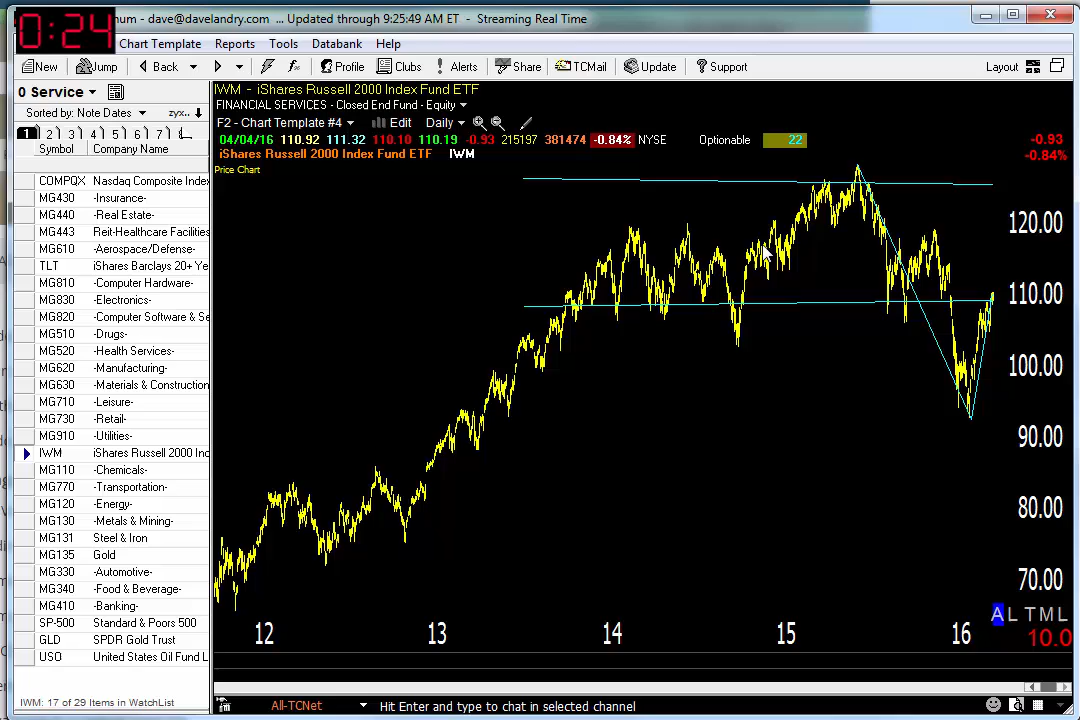 0:24
num - dave@davelandry.com ... Updated through 9:25:49 AM ET - Streaming Real Time
Chart Template Reports Tools Databank Help
New Jump Back Profile Clubs Alerts Share TCMail Update Support Layout
0 Service
Sorted by: Note Dates zyx..
1 2 3 4 5 6 7
Symbol Company Name
COMPQX Nasdaq Composite Index
MG430 -Insurance-
MG440 -Real Estate-
MG443 Reit-Healthcare Facilities
MG610 -Aerospace/Defense-
TLT iShares Barclays 20+ Ye
MG810 -Computer Hardware-
MG830 -Electronics-
MG820 -Computer Software & Se
MG510 -Drugs-
MG520 -Health Services-
MG620 -Manufacturing-
MG630 -Materials & Construction
MG710 -Leisure-
MG730 -Retail-
MG910 -Utilities-
IWM iShares Russell 2000 Inc
MG110 -Chemicals-
MG770 -Transportation-
MG120 -Energy-
MG130 -Metals & Mining-
MG131 Steel & Iron
MG135 Gold
MG330 -Automotive-
MG340 -Food & Beverage-
MG410 -Banking-
SP-500 Standard & Poors 500
GLD SPDR Gold Trust
USO United States Oil Fund L
IWM: 17 of 29 Items in WatchList
IWM - iShares Russell 2000 Index Fund ETF
FINANCIAL SERVICES - Closed End Fund - Equity
F2 - Chart Template #4 Edit Daily
04/04/16 110.92 111.32 110.10 110.19 -0.93 215197 381474 -0.84% NYSE Optionable 22 -0.93
-0.84%
iShares Russell 2000 Index Fund ETF IWM
Price Chart
120.00
110.00
100.00
90.00
80.00
70.00
A L T M L
12 13 14 15 16 10.0
All-TCNet Hit Enter and type to chat in selected channel